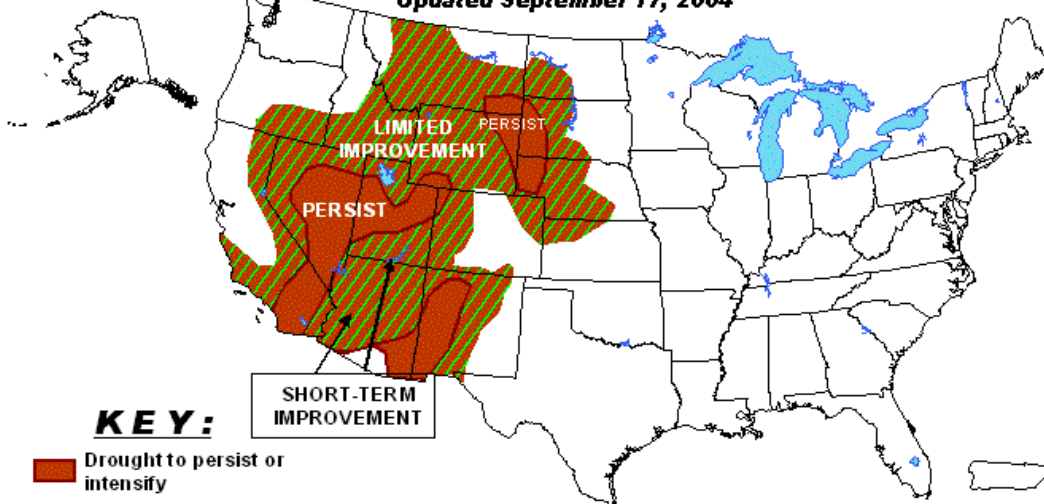 Updated September 17, 2004
LIMITED
IMPROVEMENT
PERSIST
PERSIST
SHORT-TERM
IMPROVEMENT
KEY:
Drought to persist or
intensify